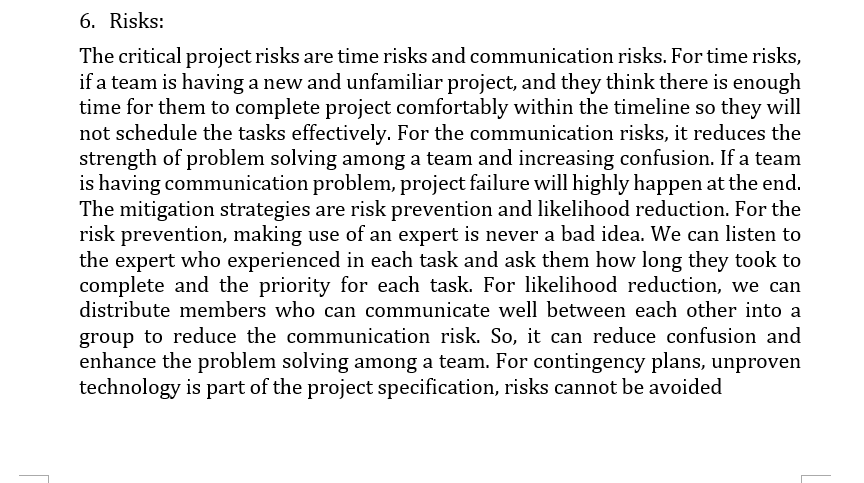 6. Risks:
The critical project risks are time risks and communication risks. For time risks,
if a team is having a new and unfamiliar project, and they think there is enough
time for them to complete project comfortably within the timeline so they will
not schedule the tasks effectively. For the communication risks, it reduces the
strength of problem solving among a team and increasing confusion. If a team
is having communication problem, project failure will highly happen at the end.
The mitigation strategies are risk prevention and likelihood reduction. For the
risk prevention, making use of an expert is never a bad idea. We can listen to
the expert who experienced in each task and ask them how long they took to
complete and the priority for each task. For likelihood reduction, we can
distribute members who can communicate well between each other into a
group to reduce the communication risk. So, it can reduce confusion and
enhance the problem solving among a team. For contingency plans, unproven
technology is part of the project specification, risks cannot be avoided